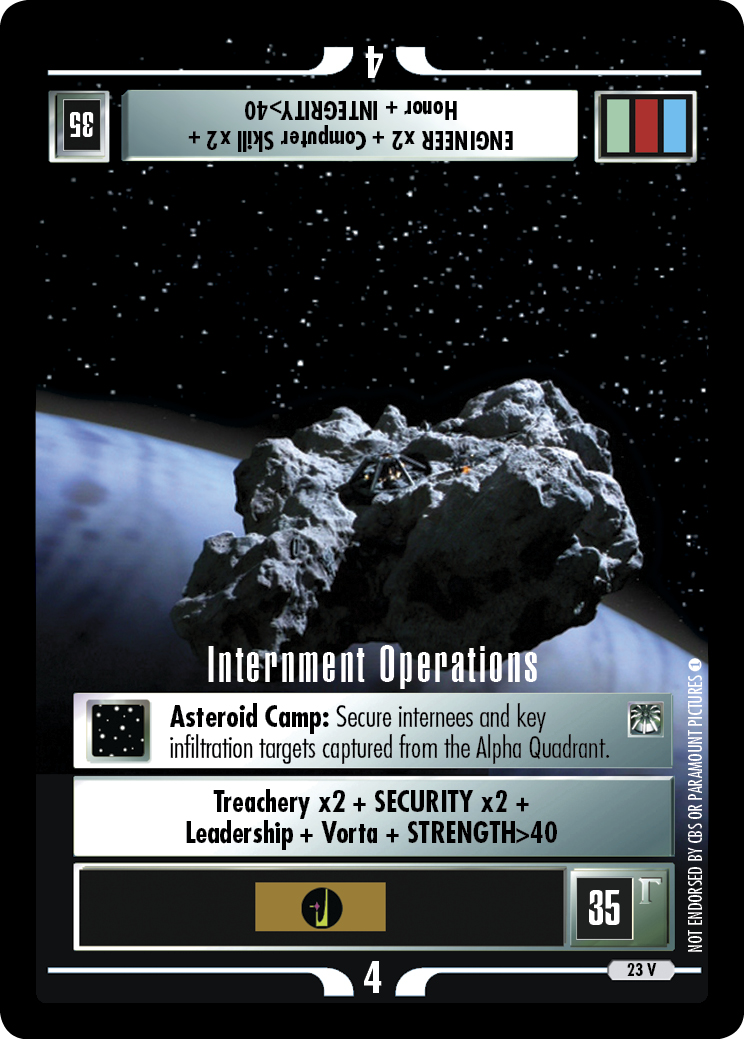 4
35
ENGINEER x2 + Computer Skill x2 +
Honor + INTEGRITY>40
Internment Operations
Asteroid Camp: Secure internees and key
infiltration targets captured from the Alpha Quadrant.
Treachery x2 + SECURITY x2 +
Leadership + Vorta + STRENGTH>40
35 Γ
4
23 V
NOT ENDORSED BY CBS OR PARAMOUNT PICTURES 1